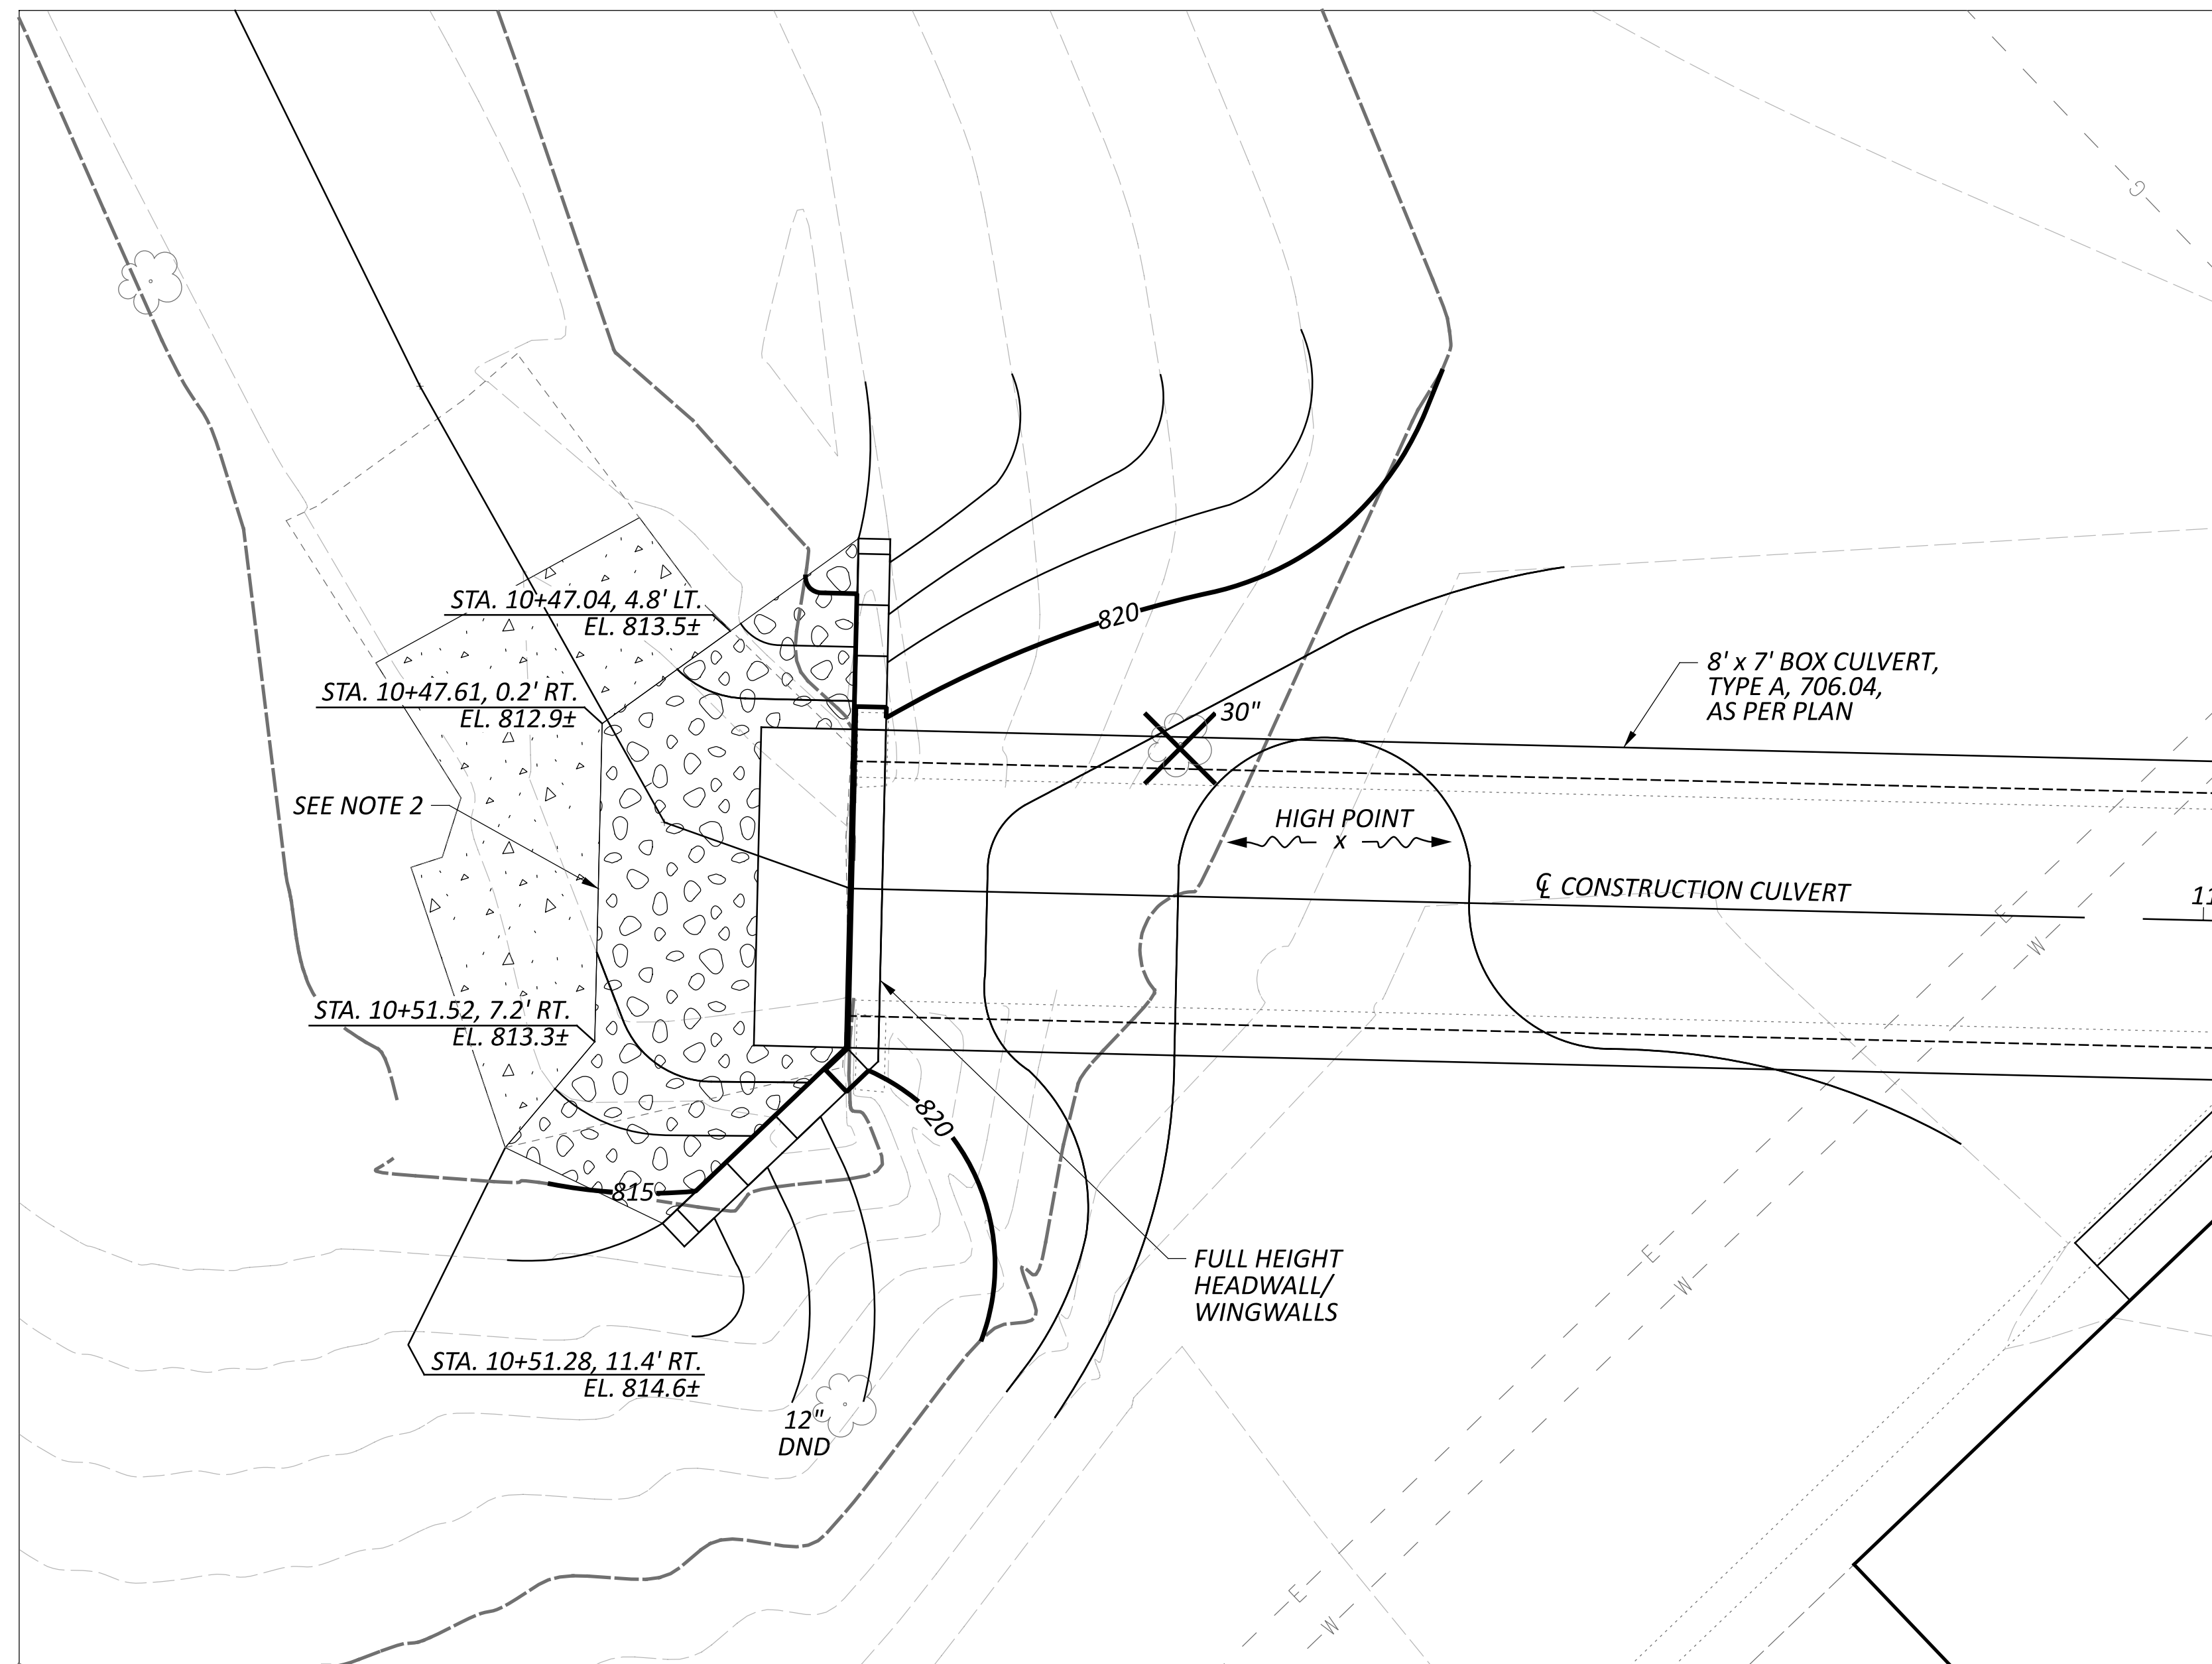 STA. 10+47.04, 4.8' LT.
EL. 813.5±
820
8' x 7' BOX CULVERT,
TYPE A, 706.04,
AS PER PLAN
STA. 10+47.61, 0.2' RT.
EL. 812.9±
30"
SEE NOTE 2
HIGH POINT
x
℄ CONSTRUCTION CULVERT
11
E
W
STA. 10+51.52, 7.2' RT.
EL. 813.3±
820
815
FULL HEIGHT
HEADWALL/
WINGWALLS
E
W
STA. 10+51.28, 11.4' RT.
EL. 814.6±
12"
DND
E
W